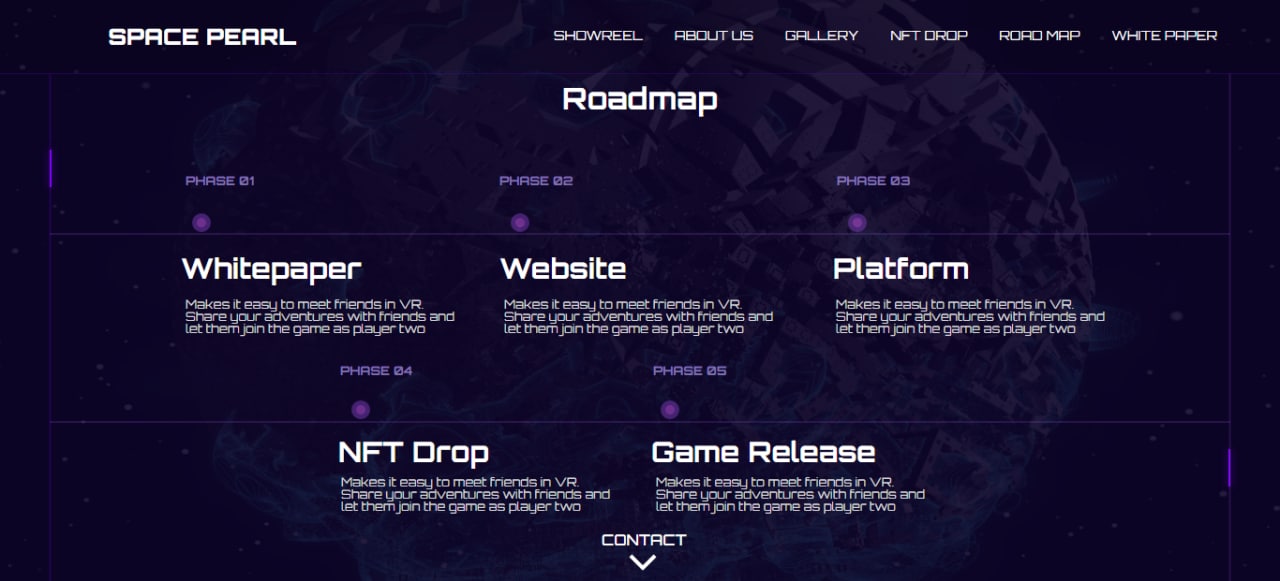 SPACE PEARL
SHOWREEL ABOUT US GALLERY NFT DROP ROAD MAP WHITE PAPER
Roadmap
PHASE 01
Whitepaper
Makes it easy to meet friends in VR.
Share your adventures with friends and
let them join the game as player two
PHASE 02
Website
Makes it easy to meet friends in VR.
Share your adventures with friends and
let them join the game as player two
PHASE 03
Platform
Makes it easy to meet friends in VR.
Share your adventures with friends and
let them join the game as player two
PHASE 04
NFT Drop
Makes it easy to meet friends in VR.
Share your adventures with friends and
let them join the game as player two
PHASE 05
Game Release
Makes it easy to meet friends in VR.
Share your adventures with friends and
let them join the game as player two
CONTACT